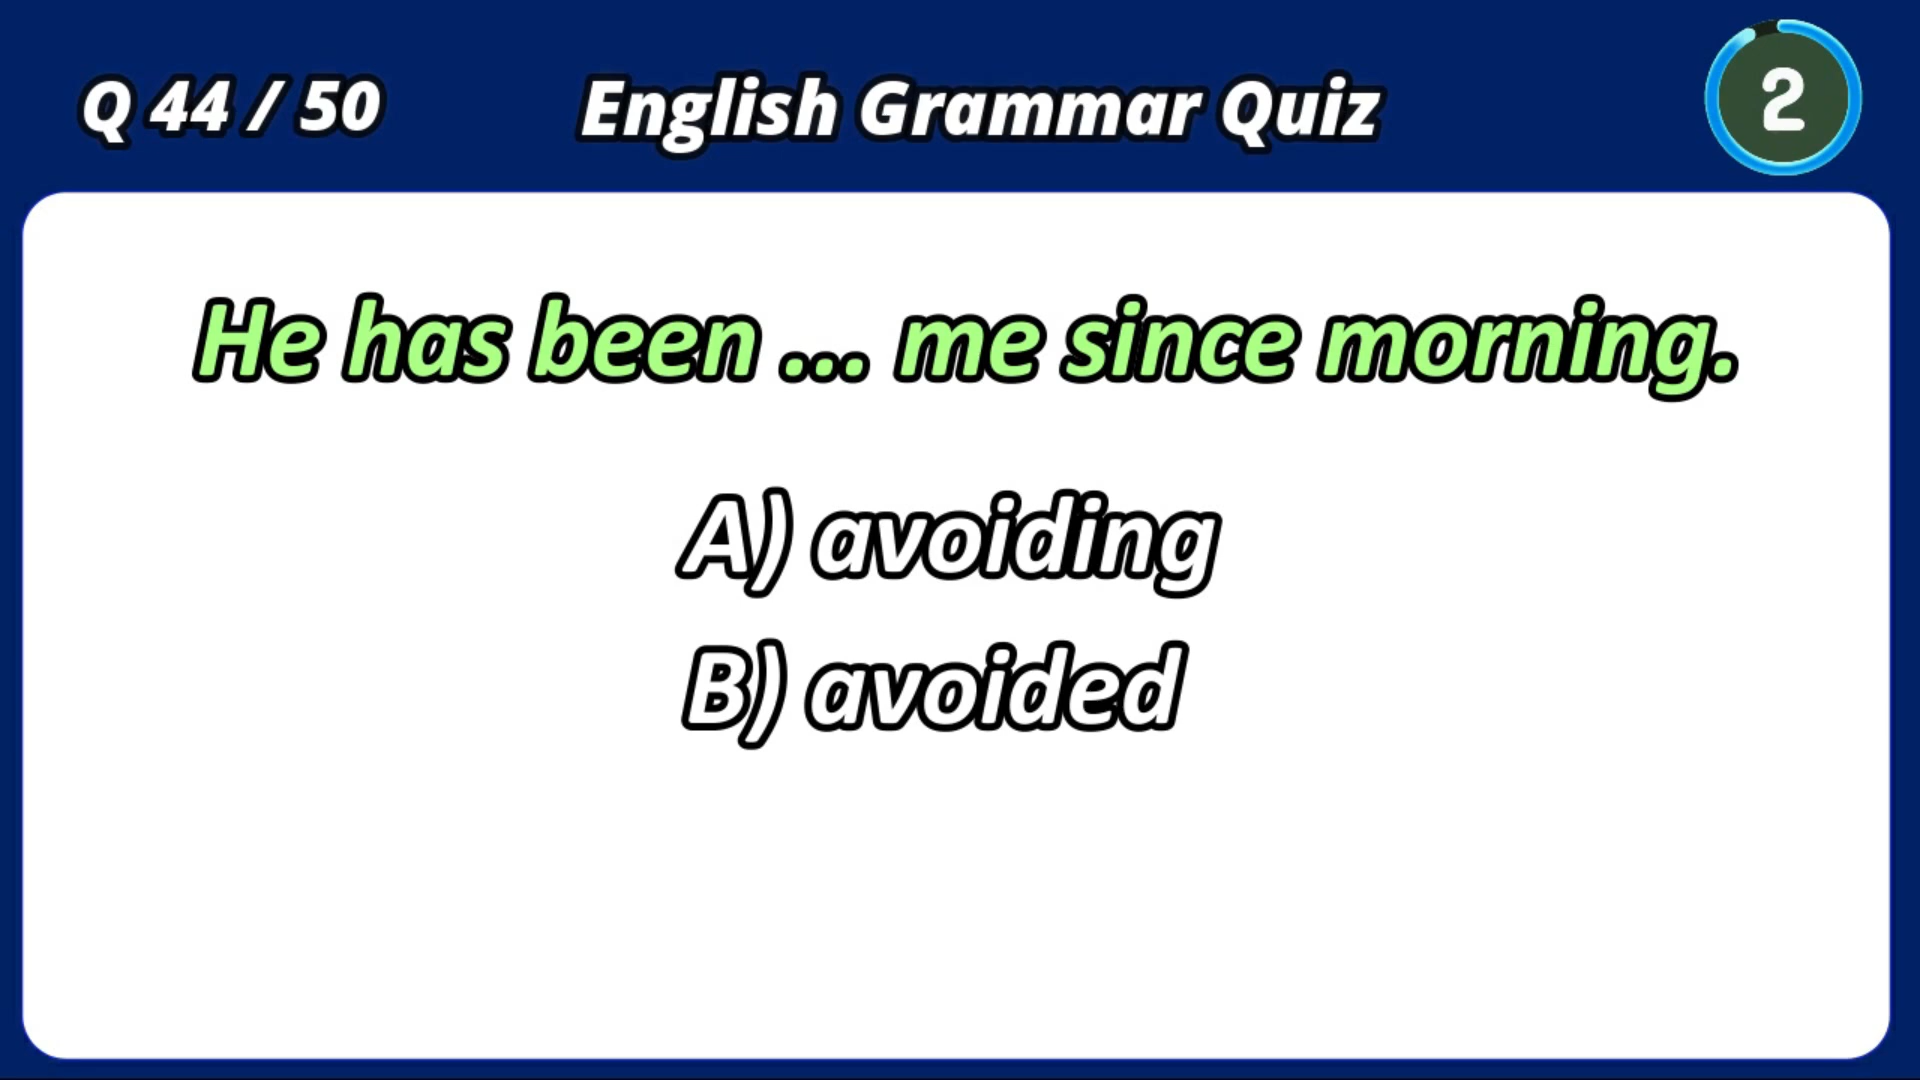 Q 44 / 50 English Grammar Quiz 2
He has been ... me since morning.
A) avoiding
B) avoided